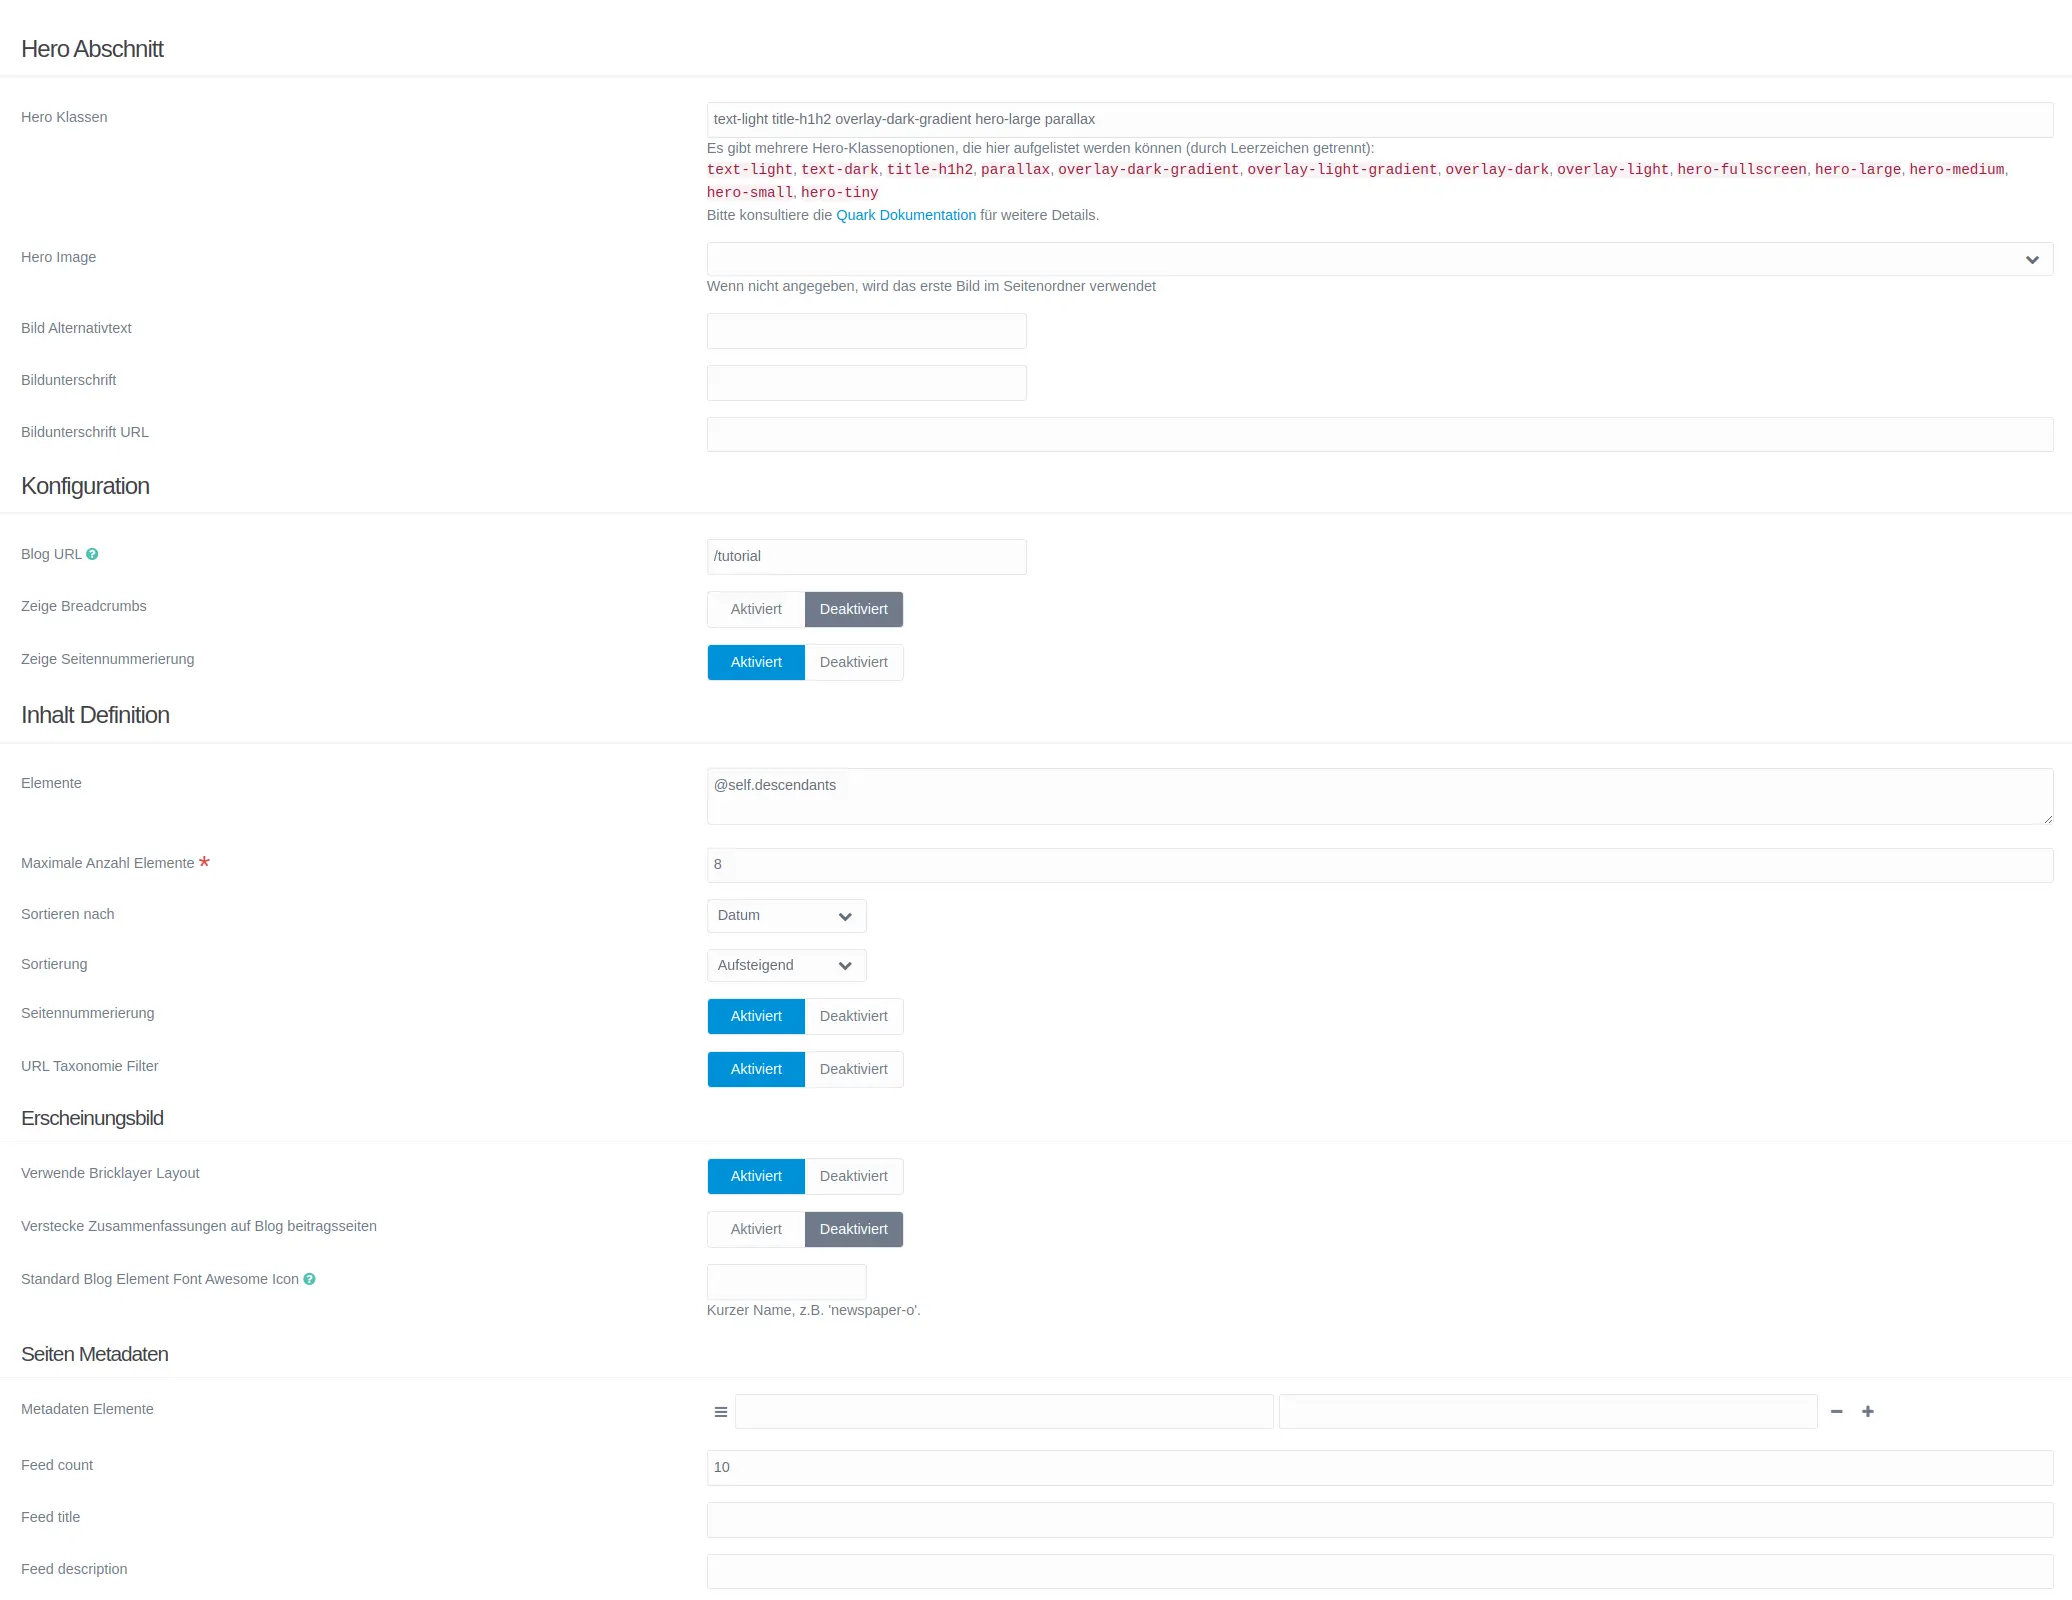 Hero Abschnitt
Hero Klassen
text-light title-h1h2 overlay-dark-gradient hero-large parallax
Es gibt mehrere Hero-Klassenoptionen, die hier aufgelistet werden können (durch Leerzeichen getrennt):
text-light, text-dark, title-h1h2, parallax, overlay-dark-gradient, overlay-light-gradient, overlay-dark, overlay-light, hero-fullscreen, hero-large, hero-medium,
hero-small, hero-tiny
Bitte konsultiere die Quark Dokumentation für weitere Details.
Hero Image
Wenn nicht angegeben, wird das erste Bild im Seitenordner verwendet
Bild Alternativtext
Bildunterschrift
Bildunterschrift URL
Konfiguration
Blog URL
/tutorial
Zeige Breadcrumbs
Aktiviert Deaktiviert
Zeige Seitennummerierung
Aktiviert Deaktiviert
Inhalt Definition
Elemente
@self.descendants
Maximale Anzahl Elemente *
8
Sortieren nach
Datum
Sortierung
Aufsteigend
Seitennummerierung
Aktiviert Deaktiviert
URL Taxonomie Filter
Aktiviert Deaktiviert
Erscheinungsbild
Verwende Bricklayer Layout
Aktiviert Deaktiviert
Verstecke Zusammenfassungen auf Blog beitragsseiten
Aktiviert Deaktiviert
Standard Blog Element Font Awesome Icon
Kurzer Name, z.B. 'newspaper-o'.
Seiten Metadaten
Metadaten Elemente
Feed count
10
Feed title
Feed description